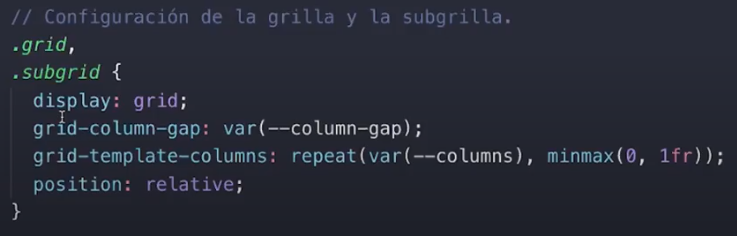 // Configuración de la grilla y la subgrilla.
.grid,
.subgrid {
  display: grid;
  grid-column-gap: var(--column-gap);
  grid-template-columns: repeat(var(--columns), minmax(0, 1fr));
  position: relative;
}